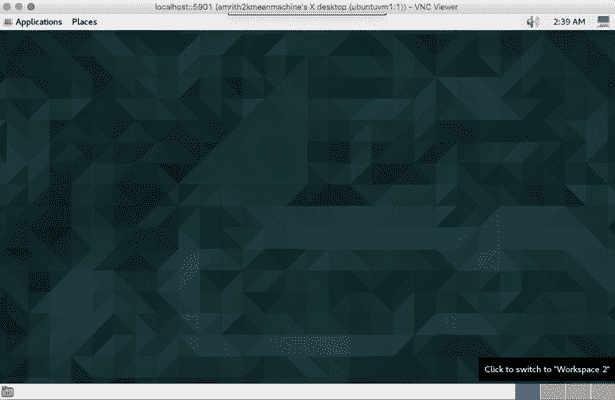 localhost::5901 (amrith2kmeanmachine's X desktop (ubuntuvm1:1)) - VNC Viewer
Applications Places 2:39 AM
Click to switch to "Workspace 2"